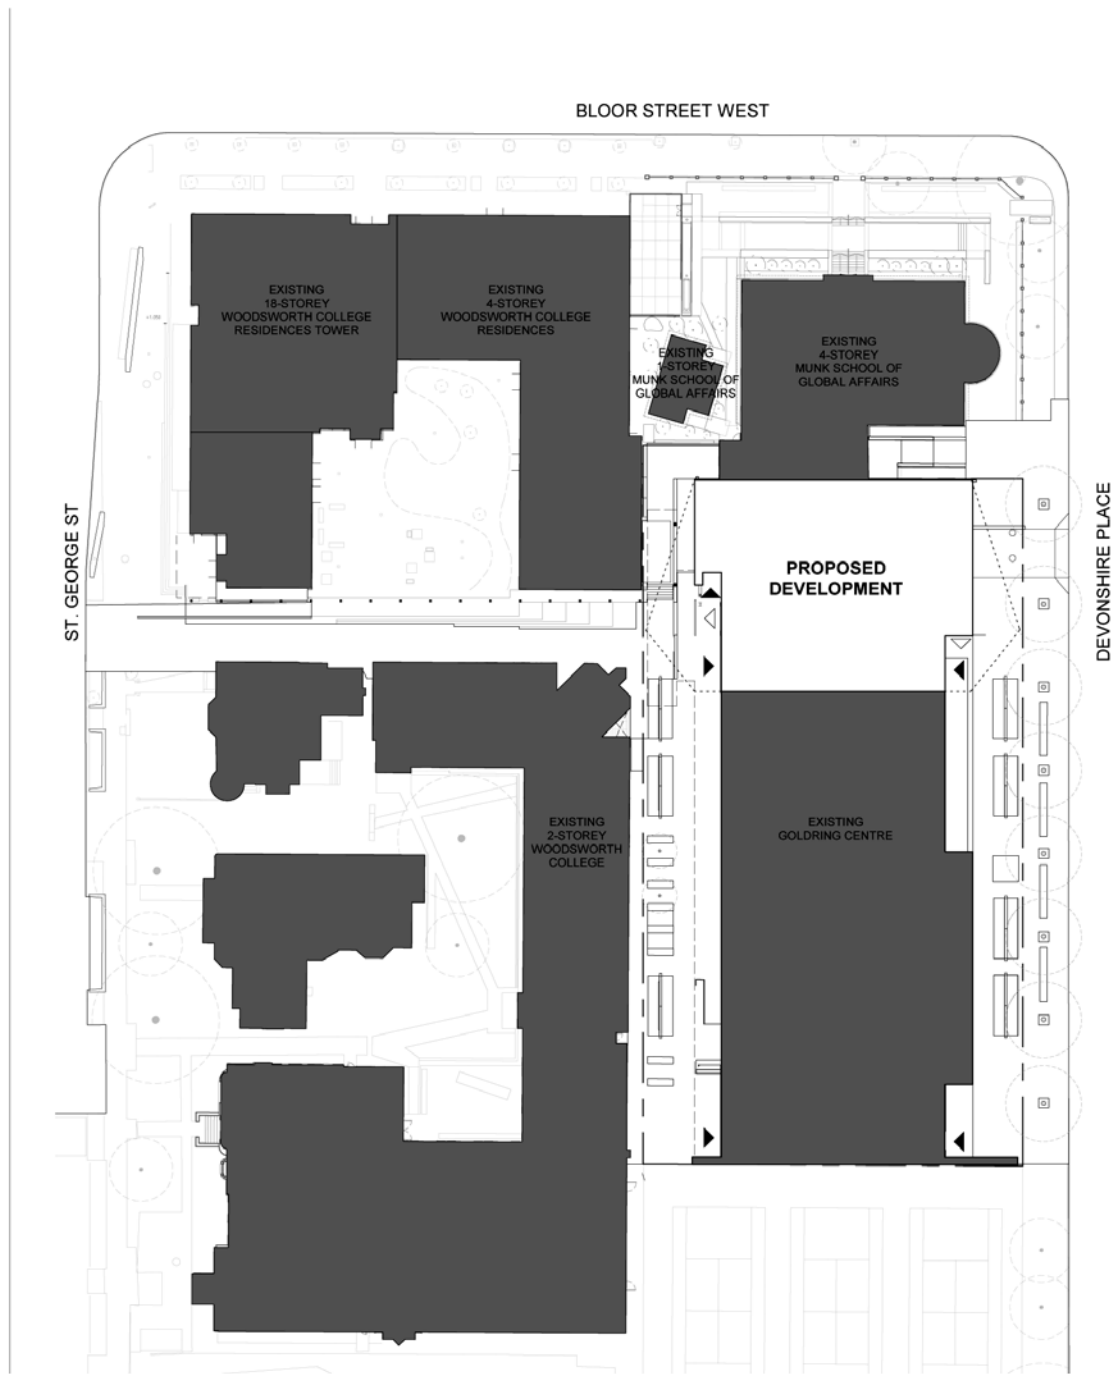 BLOOR STREET WEST
EXISTING
18-STOREY
WOODSWORTH COLLEGE
RESIDENCES TOWER
EXISTING
4-STOREY
WOODSWORTH COLLEGE
RESIDENCES
EXISTING
1-STOREY
MUNK SCHOOL OF
GLOBAL AFFAIRS
EXISTING
4-STOREY
MUNK SCHOOL OF
GLOBAL AFFAIRS
ST. GEORGE ST
DEVONSHIRE PLACE
PROPOSED
DEVELOPMENT
EXISTING
2-STOREY
WOODSWORTH
COLLEGE
EXISTING
GOLDRING CENTRE